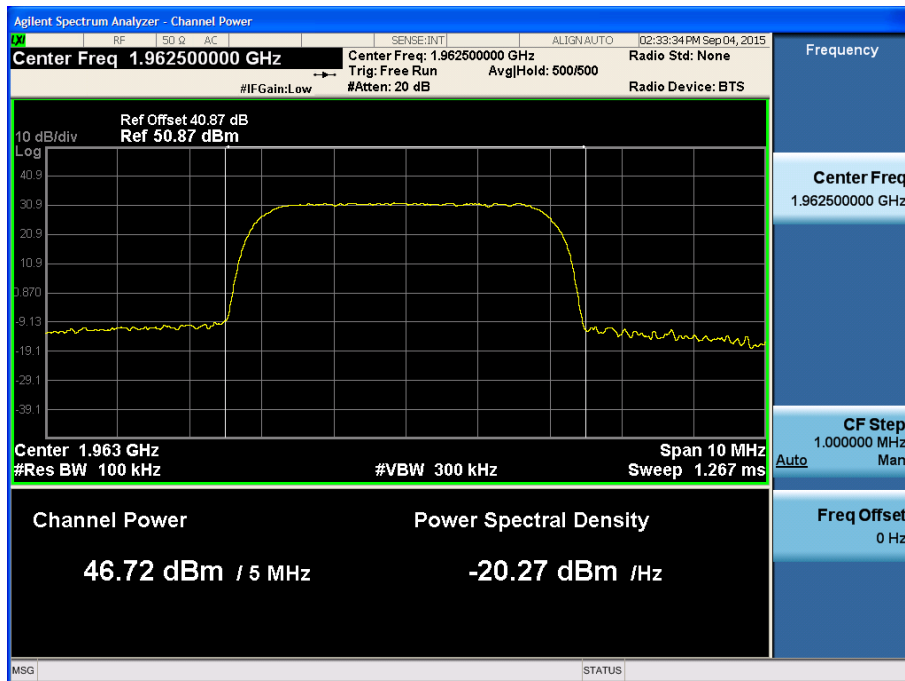 Agilent Spectrum Analyzer - Channel Power
LXI RF 50 Ω AC SENSE:INT ALIGN AUTO 02:33:34 PM Sep 04, 2015
Center Freq 1.962500000 GHz
Center Freq: 1.962500000 GHz
Radio Std: None
Trig: Free Run Avg|Hold: 500/500
#IFGain:Low
#Atten: 20 dB
Radio Device: BTS
Ref Offset 40.87 dB
10 dB/div Ref 50.87 dBm
Log
40.9
30.9
20.9
10.9
0.870
-9.13
-19.1
-29.1
-39.1
Center 1.963 GHz Span 10 MHz
#Res BW 100 kHz #VBW 300 kHz Sweep 1.267 ms
Channel Power Power Spectral Density
46.72 dBm / 5 MHz -20.27 dBm /Hz
Frequency
Center Freq
1.962500000 GHz
CF Step
1.000000 MHz
Auto Man
Freq Offset
0 Hz
MSG STATUS